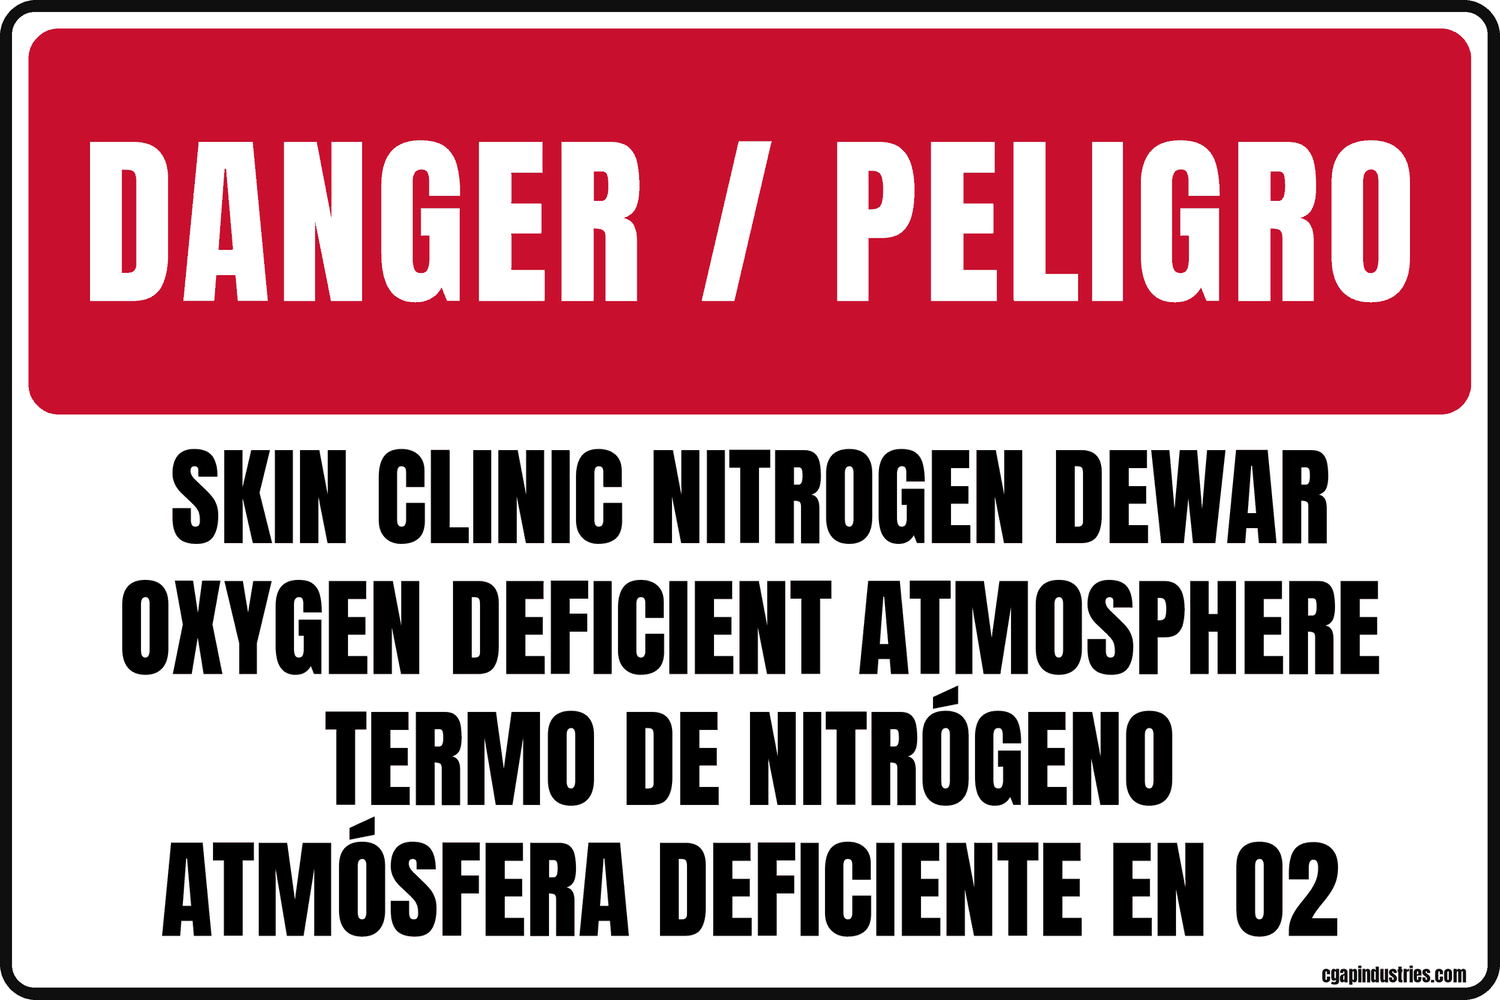 DANGER / PELIGRO
SKIN CLINIC NITROGEN DEWAR
OXYGEN DEFICIENT ATMOSPHERE
TERMO DE NITRÓGENO
ATMÓSFERA DEFICIENTE EN O2
cgapindustries.com